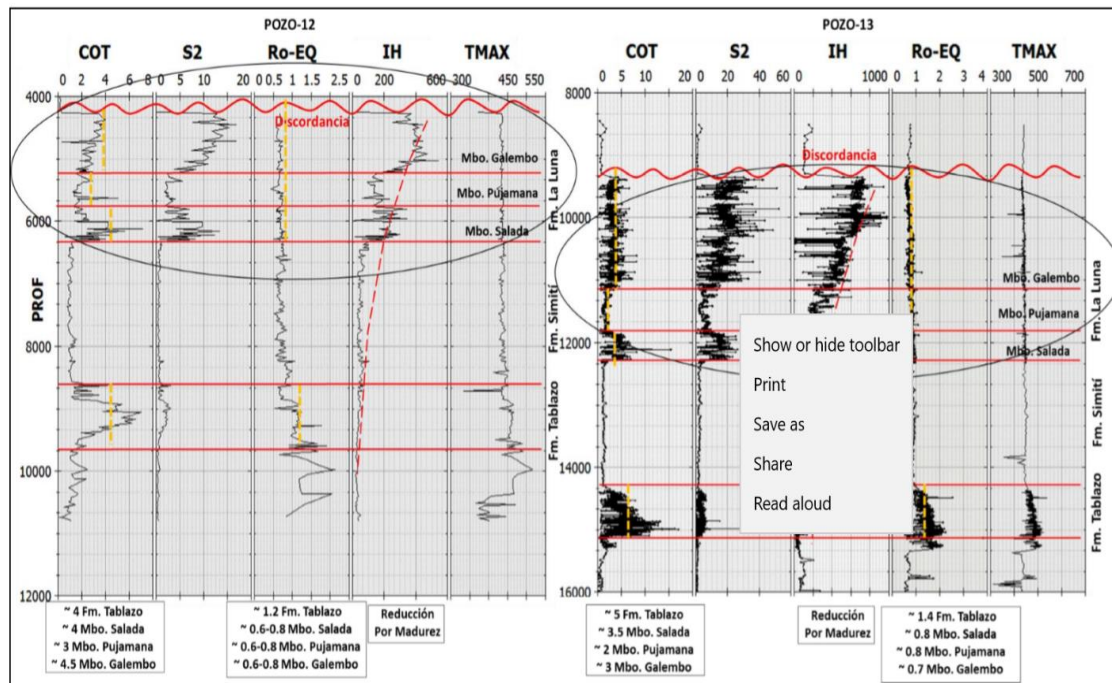 POZO-12
COT S2 Ro-EQ IH TMAX
0 2 4 6 8 0 5 10 20 0 0.5 1 1.5 2.5 0 200 600 300 450 550
4000
Discordancia
Mbo. Galembo
Mbo. Pujamana
6000
Mbo. Salada
Fm. La Luna
PROF
Fm. Simití
8000
Fm. Tablazo
10000
12000
~ 4 Fm. Tablazo
~ 4 Mbo. Salada
~ 3 Mbo. Pujamana
~ 4.5 Mbo. Galembo
~ 1.2 Fm. Tablazo
~ 0.6-0.8 Mbo. Salada
~ 0.6-0.8 Mbo. Pujamana
~ 0.6-0.8 Mbo. Galembo
Reducción
Por Madurez
POZO-13
COT S2 IH Ro-EQ TMAX
0 5 10 20 0 20 40 60 0 1000 0 1 2 3 4 300 500 700
8000
Discordancia
10000
Mbo. Galembo
Mbo. Pujamana
12000
Mbo. Salada
Fm. La Luna
Show or hide toolbar
Print
Save as
Share
Read aloud
Fm. Simití
14000
Fm. Tablazo
16000
~ 5 Fm. Tablazo
~ 3.5 Mbo. Salada
~ 2 Mbo. Pujamana
~ 3 Mbo. Galembo
Reducción
Por Madurez
~ 1.4 Fm. Tablazo
~ 0.8 Mbo. Salada
~ 0.8 Mbo. Pujamana
~ 0.7 Mbo. Galembo